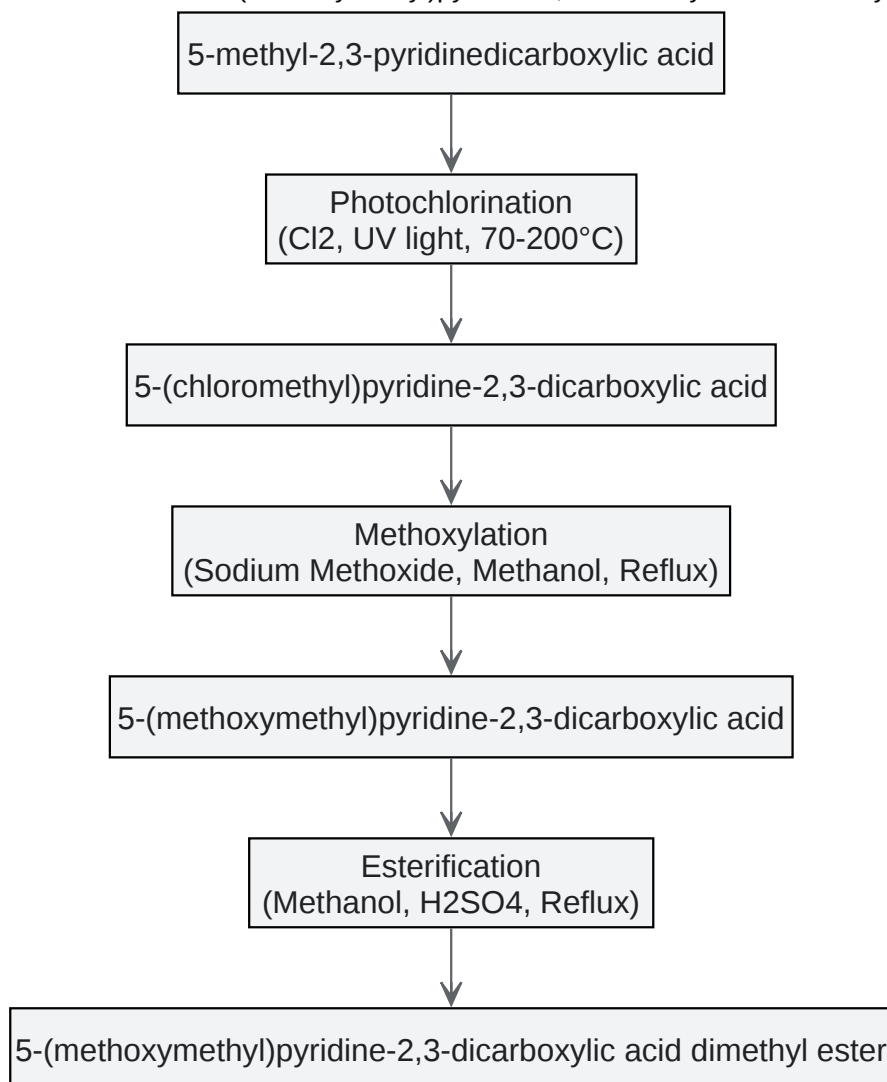 5-methyl-2,3-pyridinedicarboxylic acid
Photochlorination
(Cl2, UV light, 70-200°C)
5-(chloromethyl)pyridine-2,3-dicarboxylic acid
Methoxylation
(Sodium Methoxide, Methanol, Reflux)
5-(methoxymethyl)pyridine-2,3-dicarboxylic acid
Esterification
(Methanol, H2SO4, Reflux)
5-(methoxymethyl)pyridine-2,3-dicarboxylic acid dimethyl ester